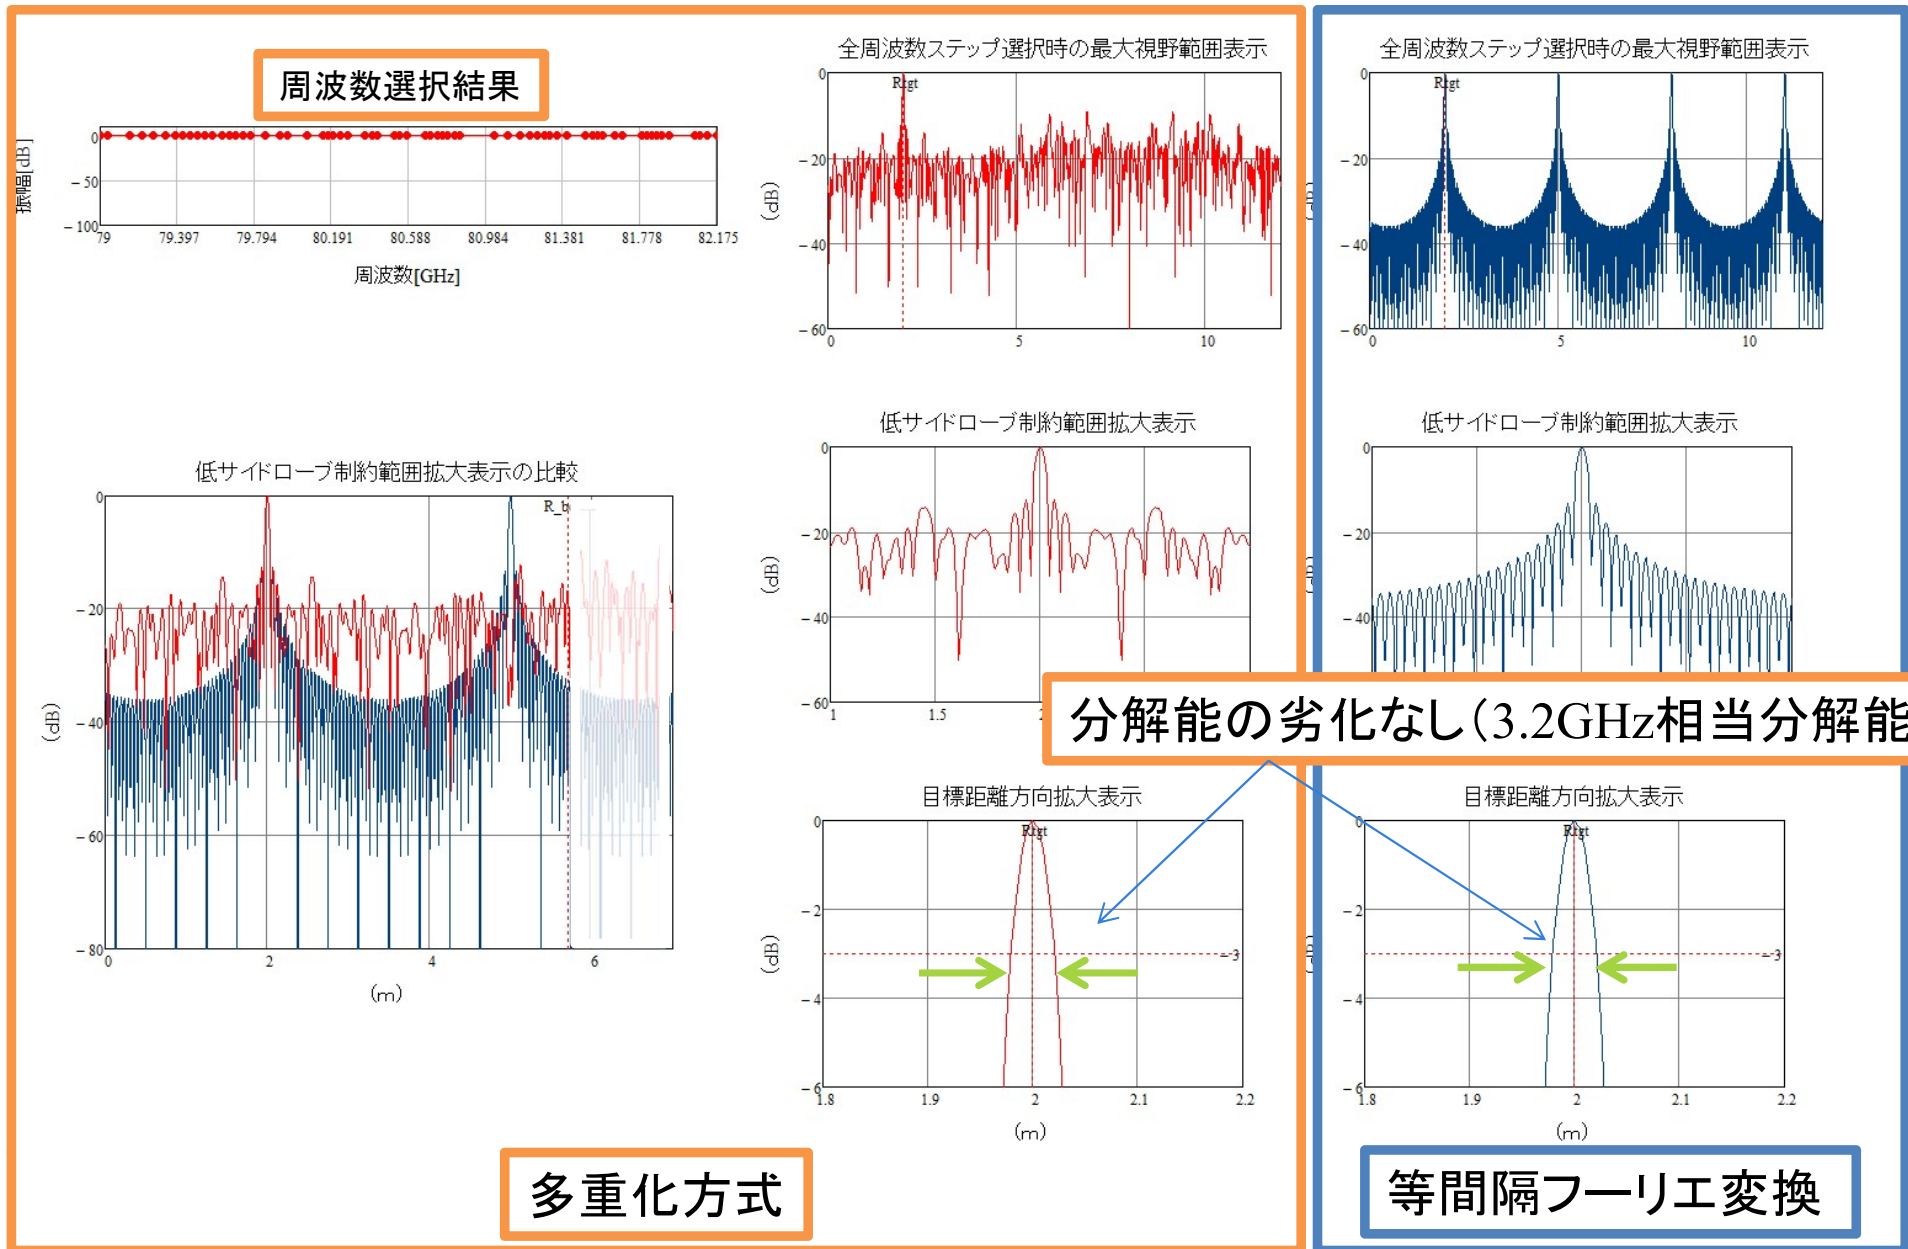 周波数選択結果
振幅[dB]
0
－50
－100
79
79.397
79.794
80.191
80.588
80.984
81.381
81.778
82.175
周波数[GHz]
全周波数ステップ選択時の最大視野範囲表示
Rtgt
0
－20
－40
－60
(dB)
0
5
10
全周波数ステップ選択時の最大視野範囲表示
Rtgt
0
－20
－40
－60
0
5
10
低サイドローブ制約範囲拡大表示の比較
R_b
0
－20
－40
－60
－80
(dB)
0
2
4
6
(m)
低サイドローブ制約範囲拡大表示
0
－20
－40
－60
(dB)
1
1.5
低サイドローブ制約範囲拡大表示
0
－20
－40
分解能の劣化なし（3.2GHz相当分解能
目標距離方向拡大表示
Rtgt
0
－2
－3
－4
－6
(dB)
1.8
1.9
2
2.1
2.2
(m)
目標距離方向拡大表示
Rtgt
0
－2
－3
－4
－6
1.8
1.9
2
2.1
2.2
(m)
多重化方式
等間隔フーリエ変換